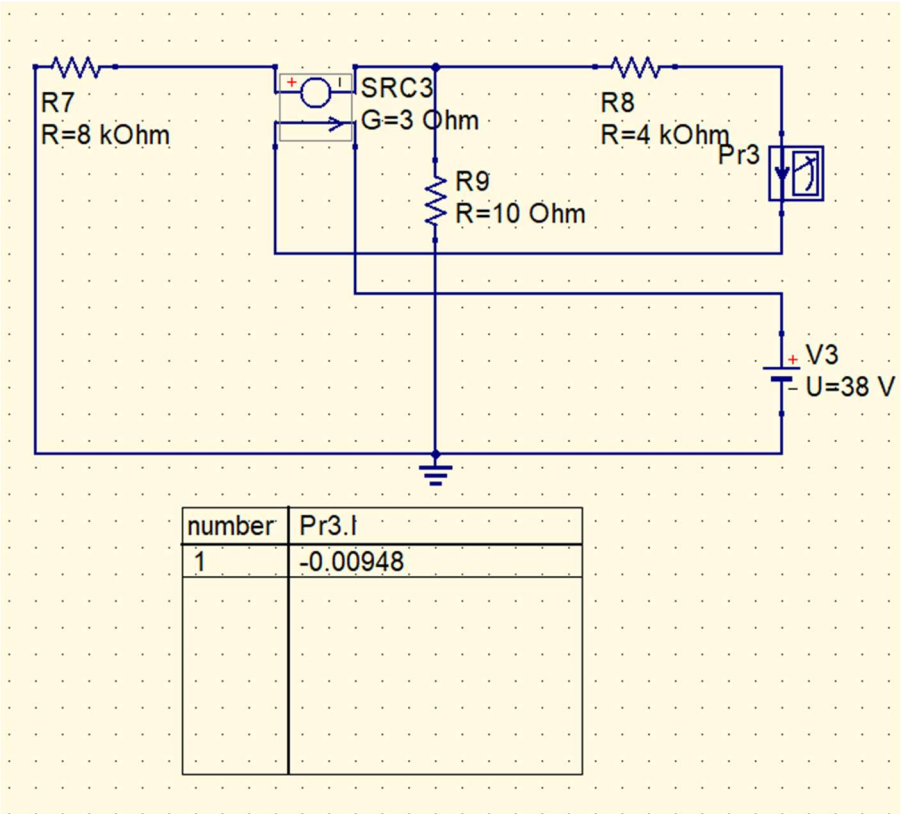 R7
R=8 kOhm
+
SRC3
G=3 Ohm
R8
R=4 kOhm
Pr3
R9
R=10 Ohm
+ V3
- U=38 V
number Pr3.I
1 -0.00948